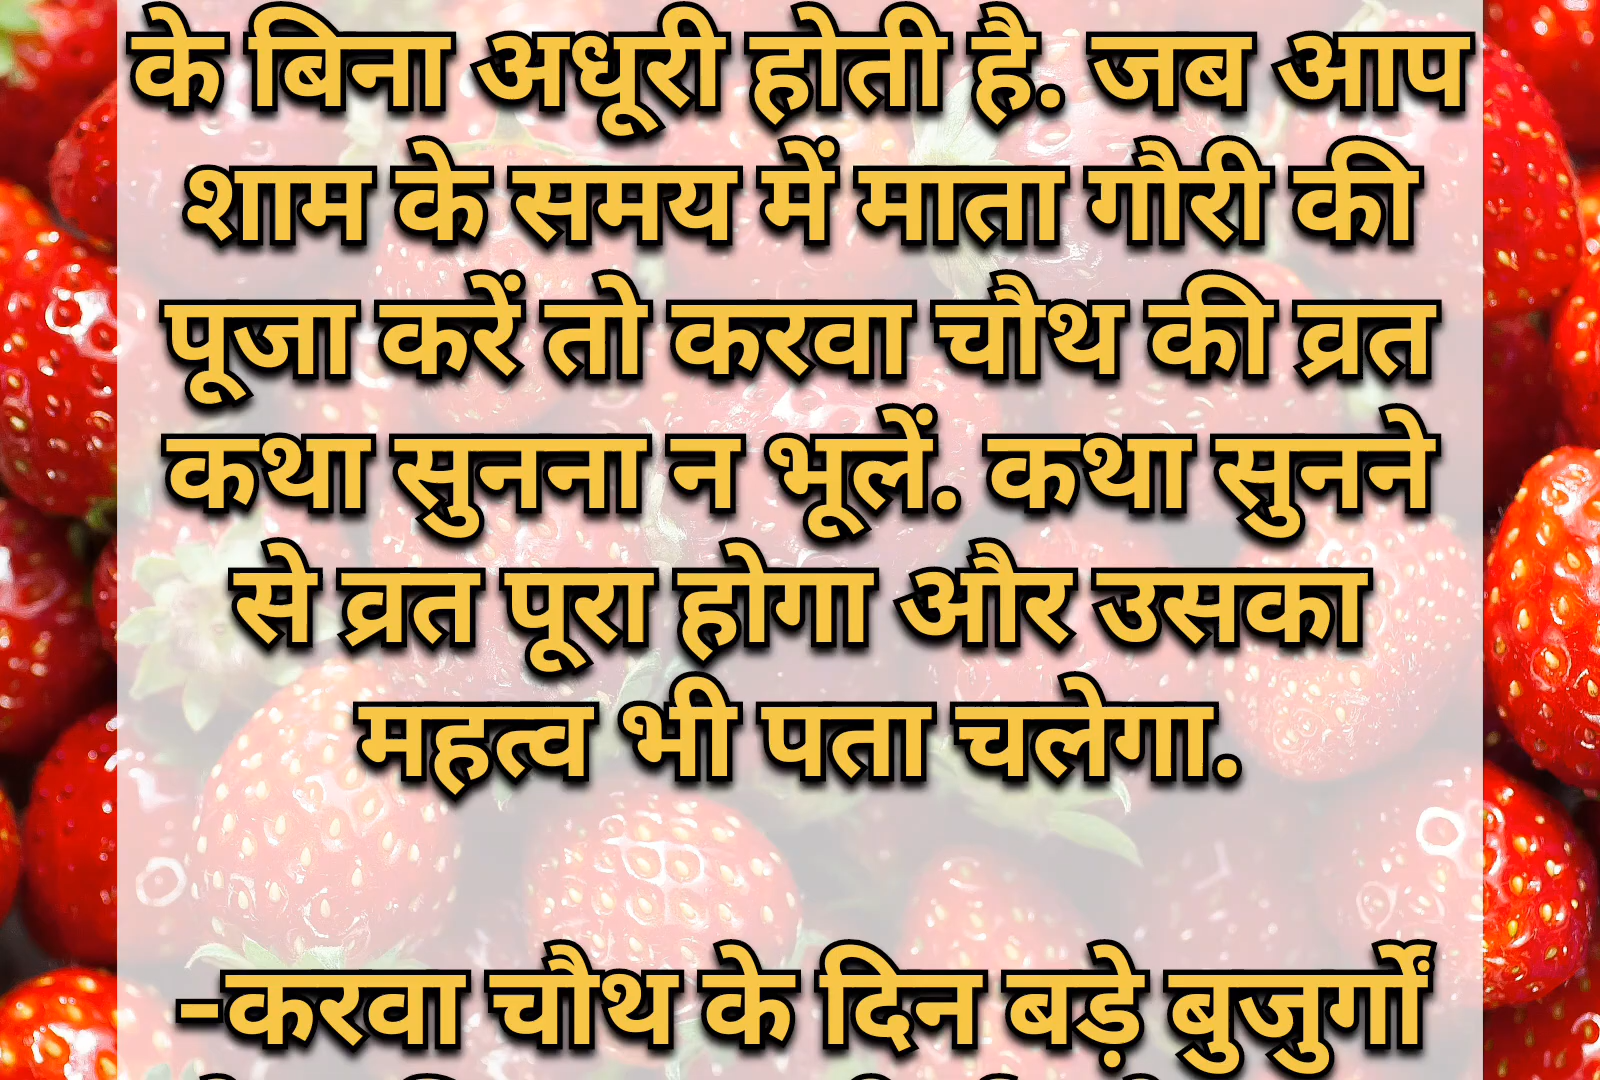 के बिना अधूरी होती है. जब आप
शाम के समय में माता गौरी की
पूजा करें तो करवा चौथ की व्रत
कथा सुनना न भूलें. कथा सुनने
से व्रत पूरा होगा और उसका
महत्व भी पता चलेगा.
-करवा चौथ के दिन बड़े बुजुर्गों